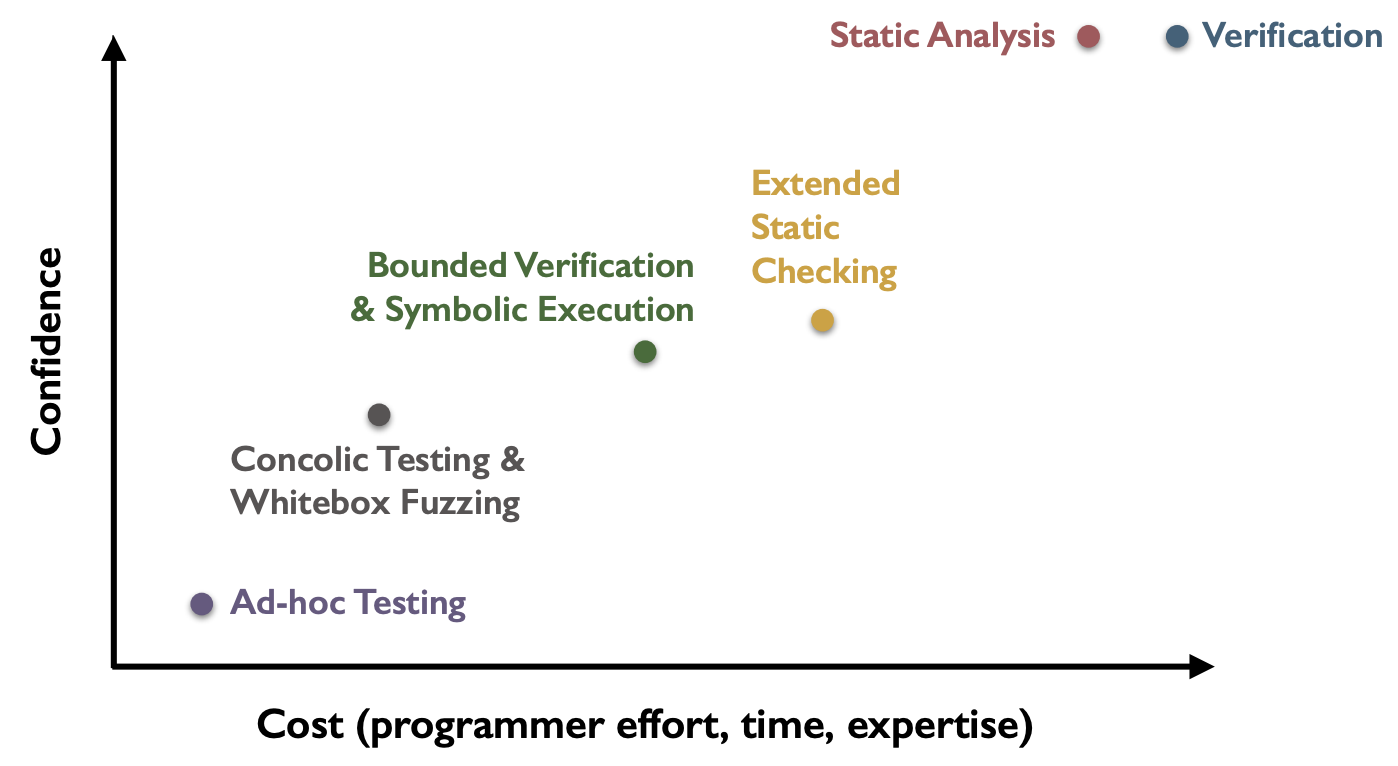 Static Analysis
Verification
Extended
Static
Checking
Bounded Verification
& Symbolic Execution
Confidence
Concolic Testing &
Whitebox Fuzzing
Ad-hoc Testing
Cost (programmer effort, time, expertise)